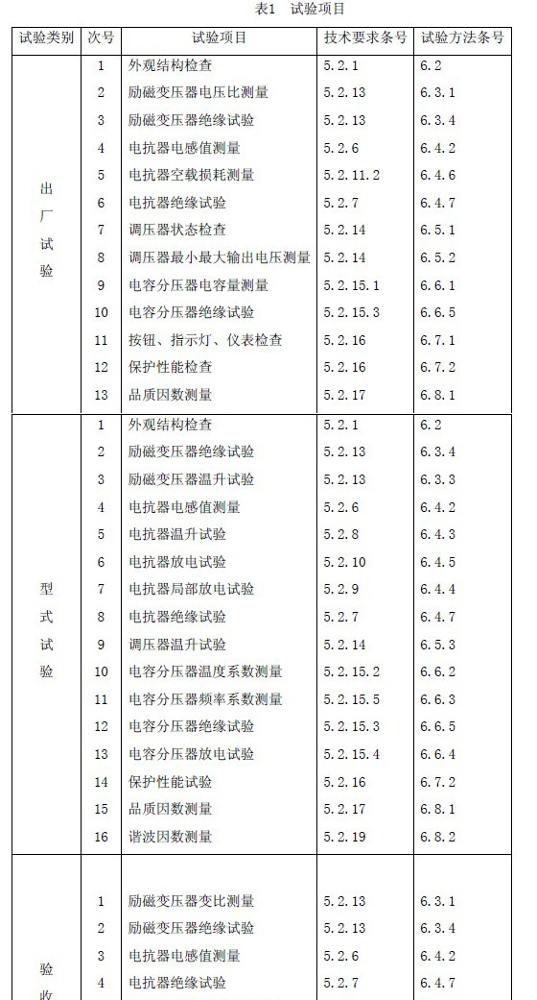 表1 试验项目
试验类别 次号 试验项目 技术要求条号 试验方法条号
出厂试验
1 外观结构检查 5.2.1 6.2
2 励磁变压器电压比测量 5.2.13 6.3.1
3 励磁变压器绝缘试验 5.2.13 6.3.4
4 电抗器电感值测量 5.2.6 6.4.2
5 电抗器空载损耗测量 5.2.11.2 6.4.6
6 电抗器绝缘试验 5.2.7 6.4.7
7 调压器状态检查 5.2.14 6.5.1
8 调压器最小最大输出电压测量 5.2.14 6.5.2
9 电容分压器电容量测量 5.2.15.1 6.6.1
10 电容分压器绝缘试验 5.2.15.3 6.6.5
11 按钮、指示灯、仪表检查 5.2.16 6.7.1
12 保护性能检查 5.2.16 6.7.2
13 品质因数测量 5.2.17 6.8.1
型式试验
1 外观结构检查 5.2.1 6.2
2 励磁变压器绝缘试验 5.2.13 6.3.4
3 励磁变压器温升试验 5.2.13 6.3.3
4 电抗器电感值测量 5.2.6 6.4.2
5 电抗器温升试验 5.2.8 6.4.3
6 电抗器放电试验 5.2.10 6.4.5
7 电抗器局部放电试验 5.2.9 6.4.4
8 电抗器绝缘试验 5.2.7 6.4.7
9 调压器温升试验 5.2.14 6.5.3
10 电容分压器温度系数测量 5.2.15.2 6.6.2
11 电容分压器频率系数测量 5.2.15.5 6.6.3
12 电容分压器绝缘试验 5.2.15.3 6.6.5
13 电容分压器放电试验 5.2.15.4 6.6.4
14 保护性能试验 5.2.16 6.7.2
15 品质因数测量 5.2.17 6.8.1
16 谐波因数测量 5.2.19 6.8.2
验收
1 励磁变压器变比测量 5.2.13 6.3.1
2 励磁变压器绝缘试验 5.2.13 6.3.4
3 电抗器电感值测量 5.2.6 6.4.2
4 电抗器绝缘试验 5.2.7 6.4.7